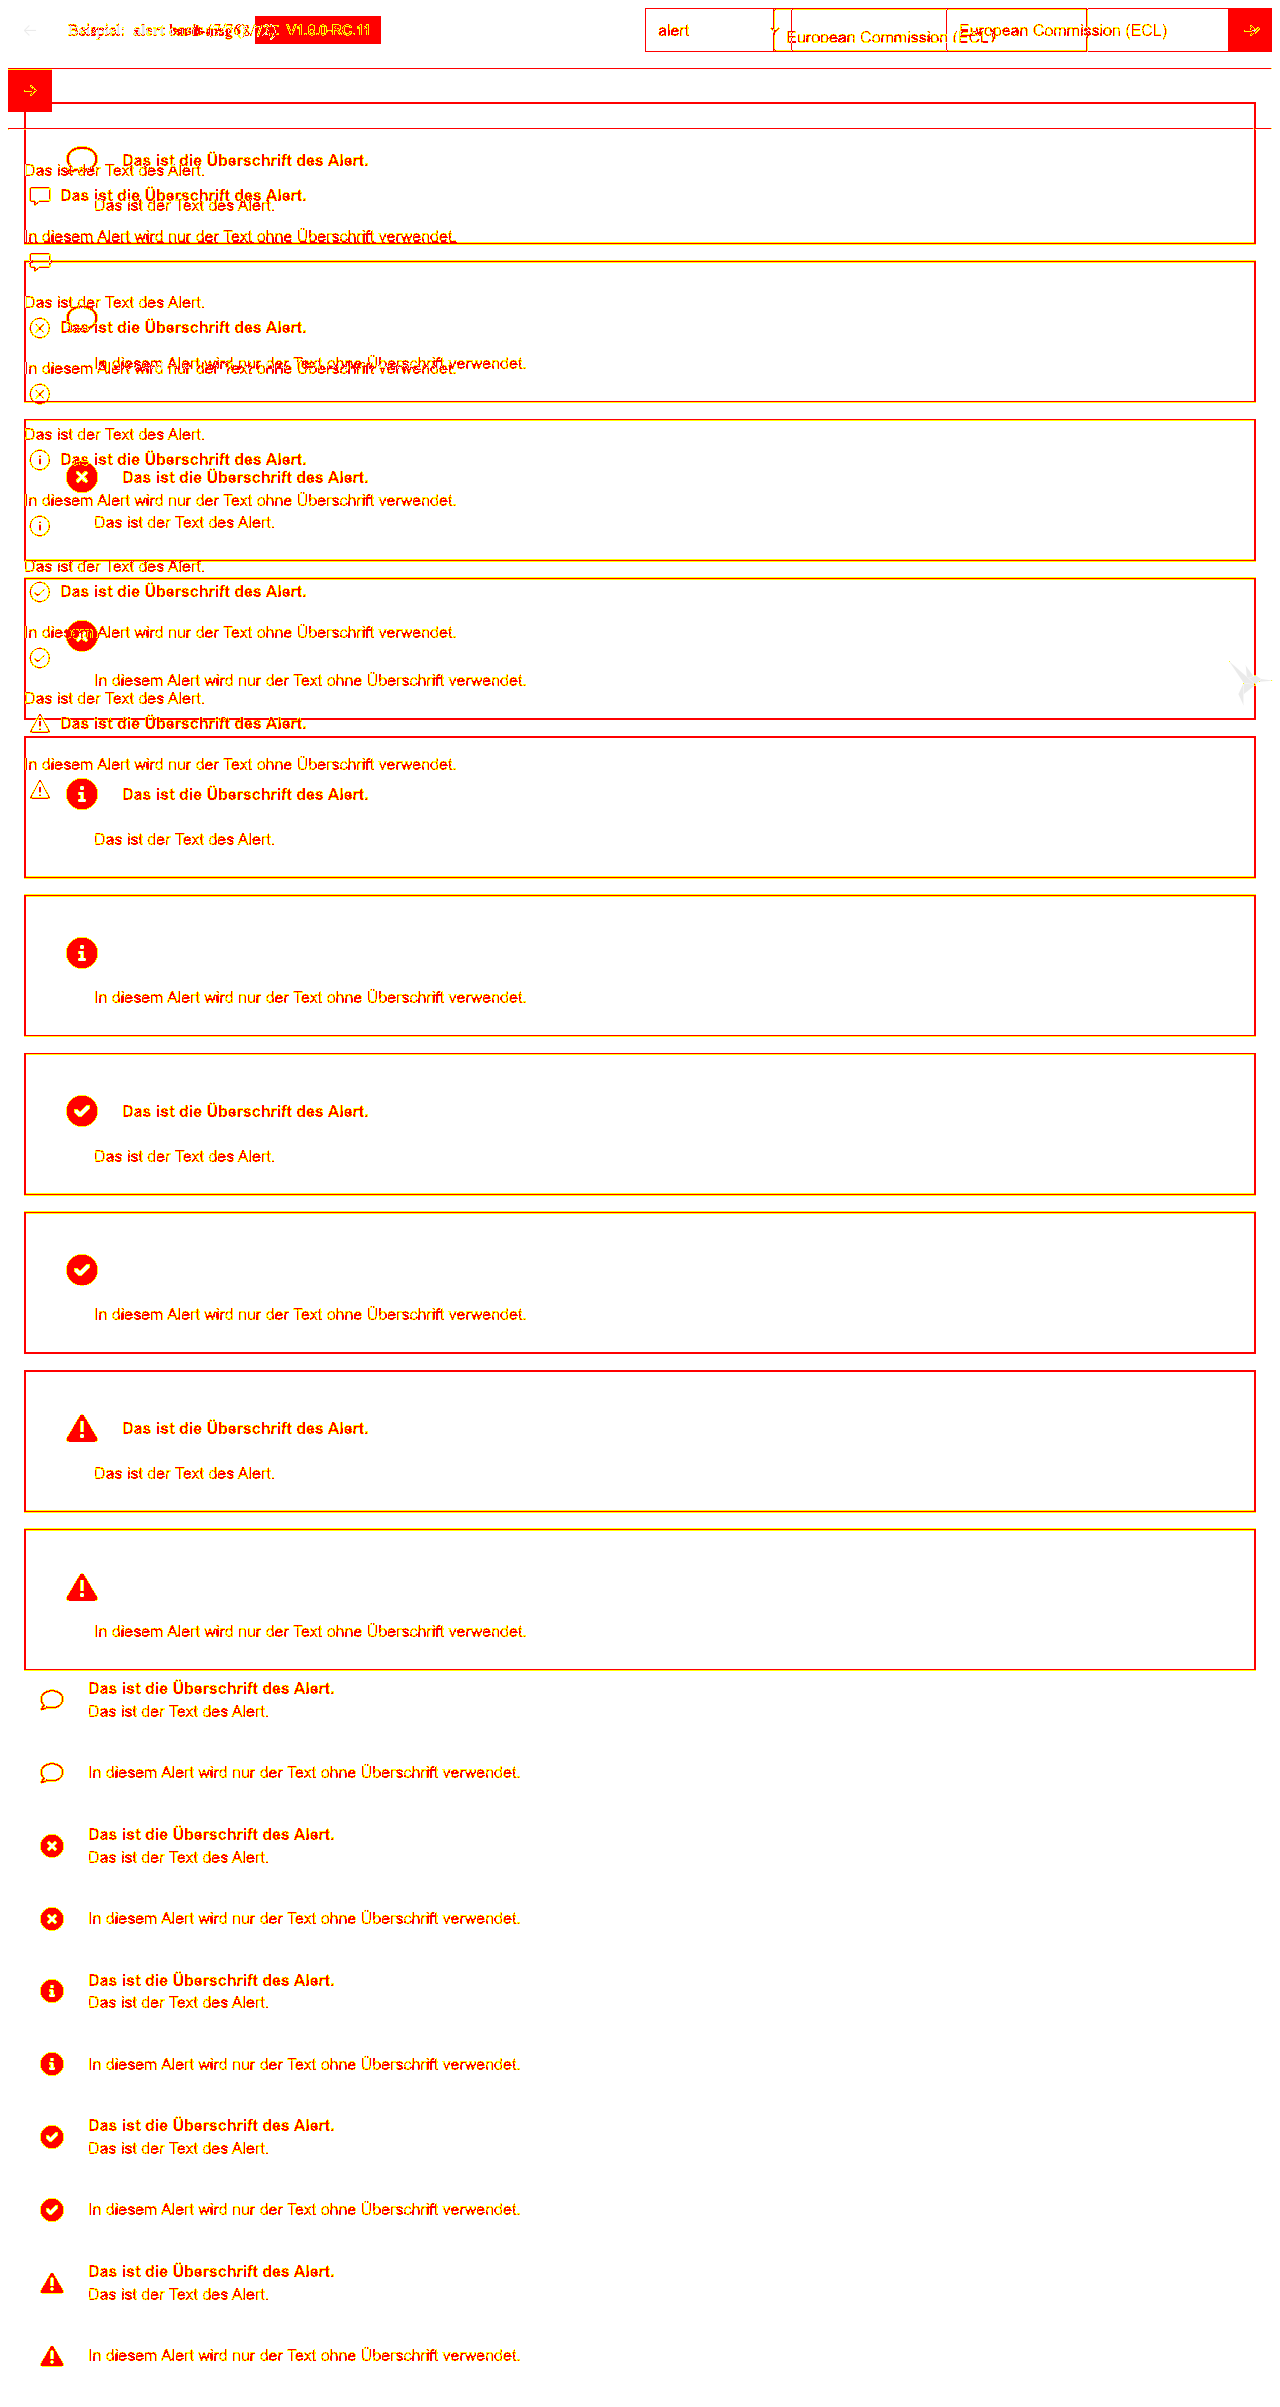 V1.0.0-RC.11
alert
European Commission (ECL)
European Commission (ECL)
Das ist die Überschrift des Alert.
Das ist der Text des Alert.
Das ist die Überschrift des Alert.
Das ist der Text des Alert.
In diesem Alert wird nur der Text ohne Überschrift verwendet.
Das ist der Text des Alert.
Das ist die Überschrift des Alert.
In diesem Alert wird nur der Text ohne Überschrift verwendet.
In diesem Alert wird nur der Text ohne Überschrift verwendet.
Das ist der Text des Alert.
Das ist die Überschrift des Alert.
Das ist die Überschrift des Alert.
In diesem Alert wird nur der Text ohne Überschrift verwendet.
Das ist der Text des Alert.
Das ist der Text des Alert.
Das ist die Überschrift des Alert.
In diesem Alert wird nur der Text ohne Überschrift verwendet.
In diesem Alert wird nur der Text ohne Überschrift verwendet.
Das ist der Text des Alert.
Das ist die Überschrift des Alert.
In diesem Alert wird nur der Text ohne Überschrift verwendet.
Das ist die Überschrift des Alert.
Das ist der Text des Alert.
In diesem Alert wird nur der Text ohne Überschrift verwendet.
Das ist die Überschrift des Alert.
Das ist der Text des Alert.
In diesem Alert wird nur der Text ohne Überschrift verwendet.
Das ist die Überschrift des Alert.
Das ist der Text des Alert.
In diesem Alert wird nur der Text ohne Überschrift verwendet.
Das ist die Überschrift des Alert.
Das ist der Text des Alert.
In diesem Alert wird nur der Text ohne Überschrift verwendet.
Das ist die Überschrift des Alert.
Das ist der Text des Alert.
In diesem Alert wird nur der Text ohne Überschrift verwendet.
Das ist die Überschrift des Alert.
Das ist der Text des Alert.
In diesem Alert wird nur der Text ohne Überschrift verwendet.
Das ist die Überschrift des Alert.
Das ist der Text des Alert.
In diesem Alert wird nur der Text ohne Überschrift verwendet.
Das ist die Überschrift des Alert.
Das ist der Text des Alert.
In diesem Alert wird nur der Text ohne Überschrift verwendet.